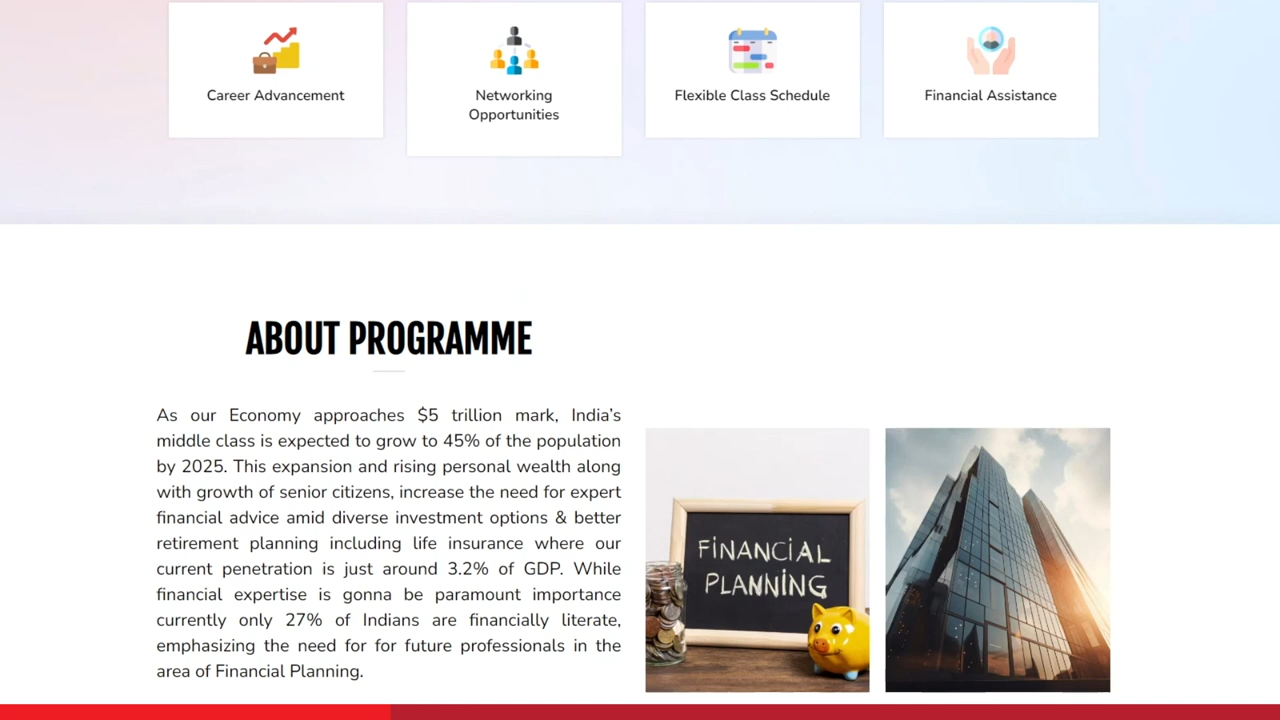 Career Advancement
Networking
Opportunities
Flexible Class Schedule
Financial Assistance
ABOUT PROGRAMME
As our Economy approaches $5 trillion mark, India’s
middle class is expected to grow to 45% of the population
by 2025. This expansion and rising personal wealth along
with growth of senior citizens, increase the need for expert
financial advice amid diverse investment options & better
retirement planning including life insurance where our
current penetration is just around 3.2% of GDP. While
financial expertise is gonna be paramount importance
currently only 27% of Indians are financially literate,
emphasizing the need for for future professionals in the
area of Financial Planning.
FiNANCiAL
PLANNiNG